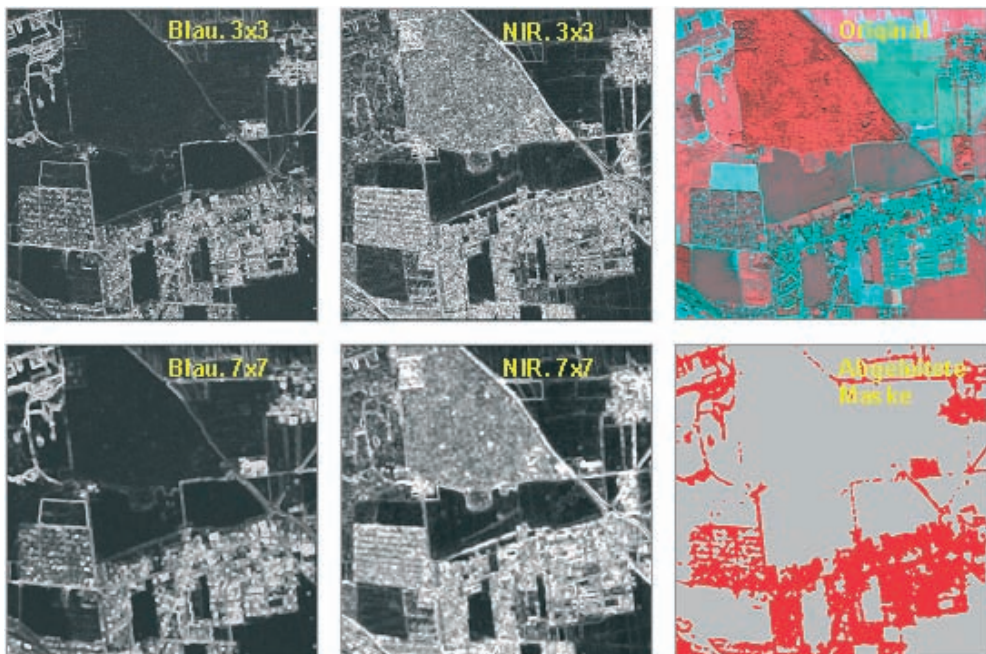 Blau. 3x3
NIR. 3x3
Original
Blau. 7x7
NIR. 7x7
Abgeleitete
Maske